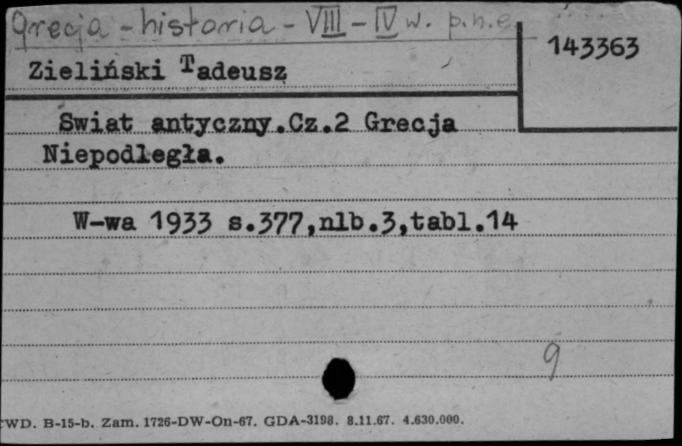 Grecja - historia - VIII - IV w. p.n.e.
143363
Zieliński Tadeusz
Swiat antyczny.Cz.2 Grecja
Niepodległa.
W-wa 1933 s.377,nlb.3,tabl.14
9
CWD. B-15-b. Zam. 1726-DW-On-67. GDA-3198. 8.11.67. 4.630.000.